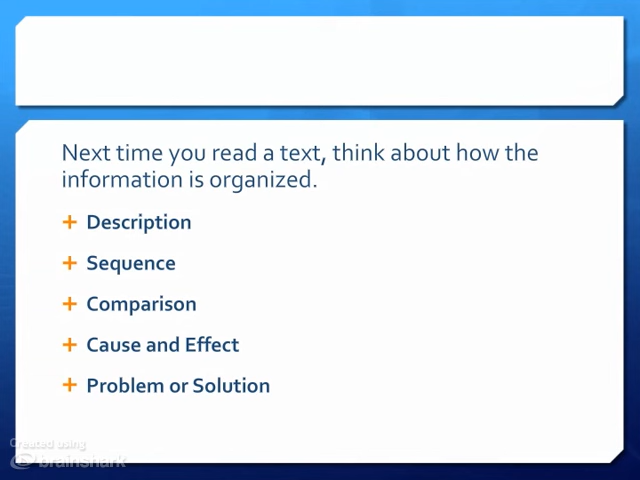 Next time you read a text, think about how the
information is organized.
+ Description
+ Sequence
+ Comparison
+ Cause and Effect
+ Problem or Solution
Created using
brainshark